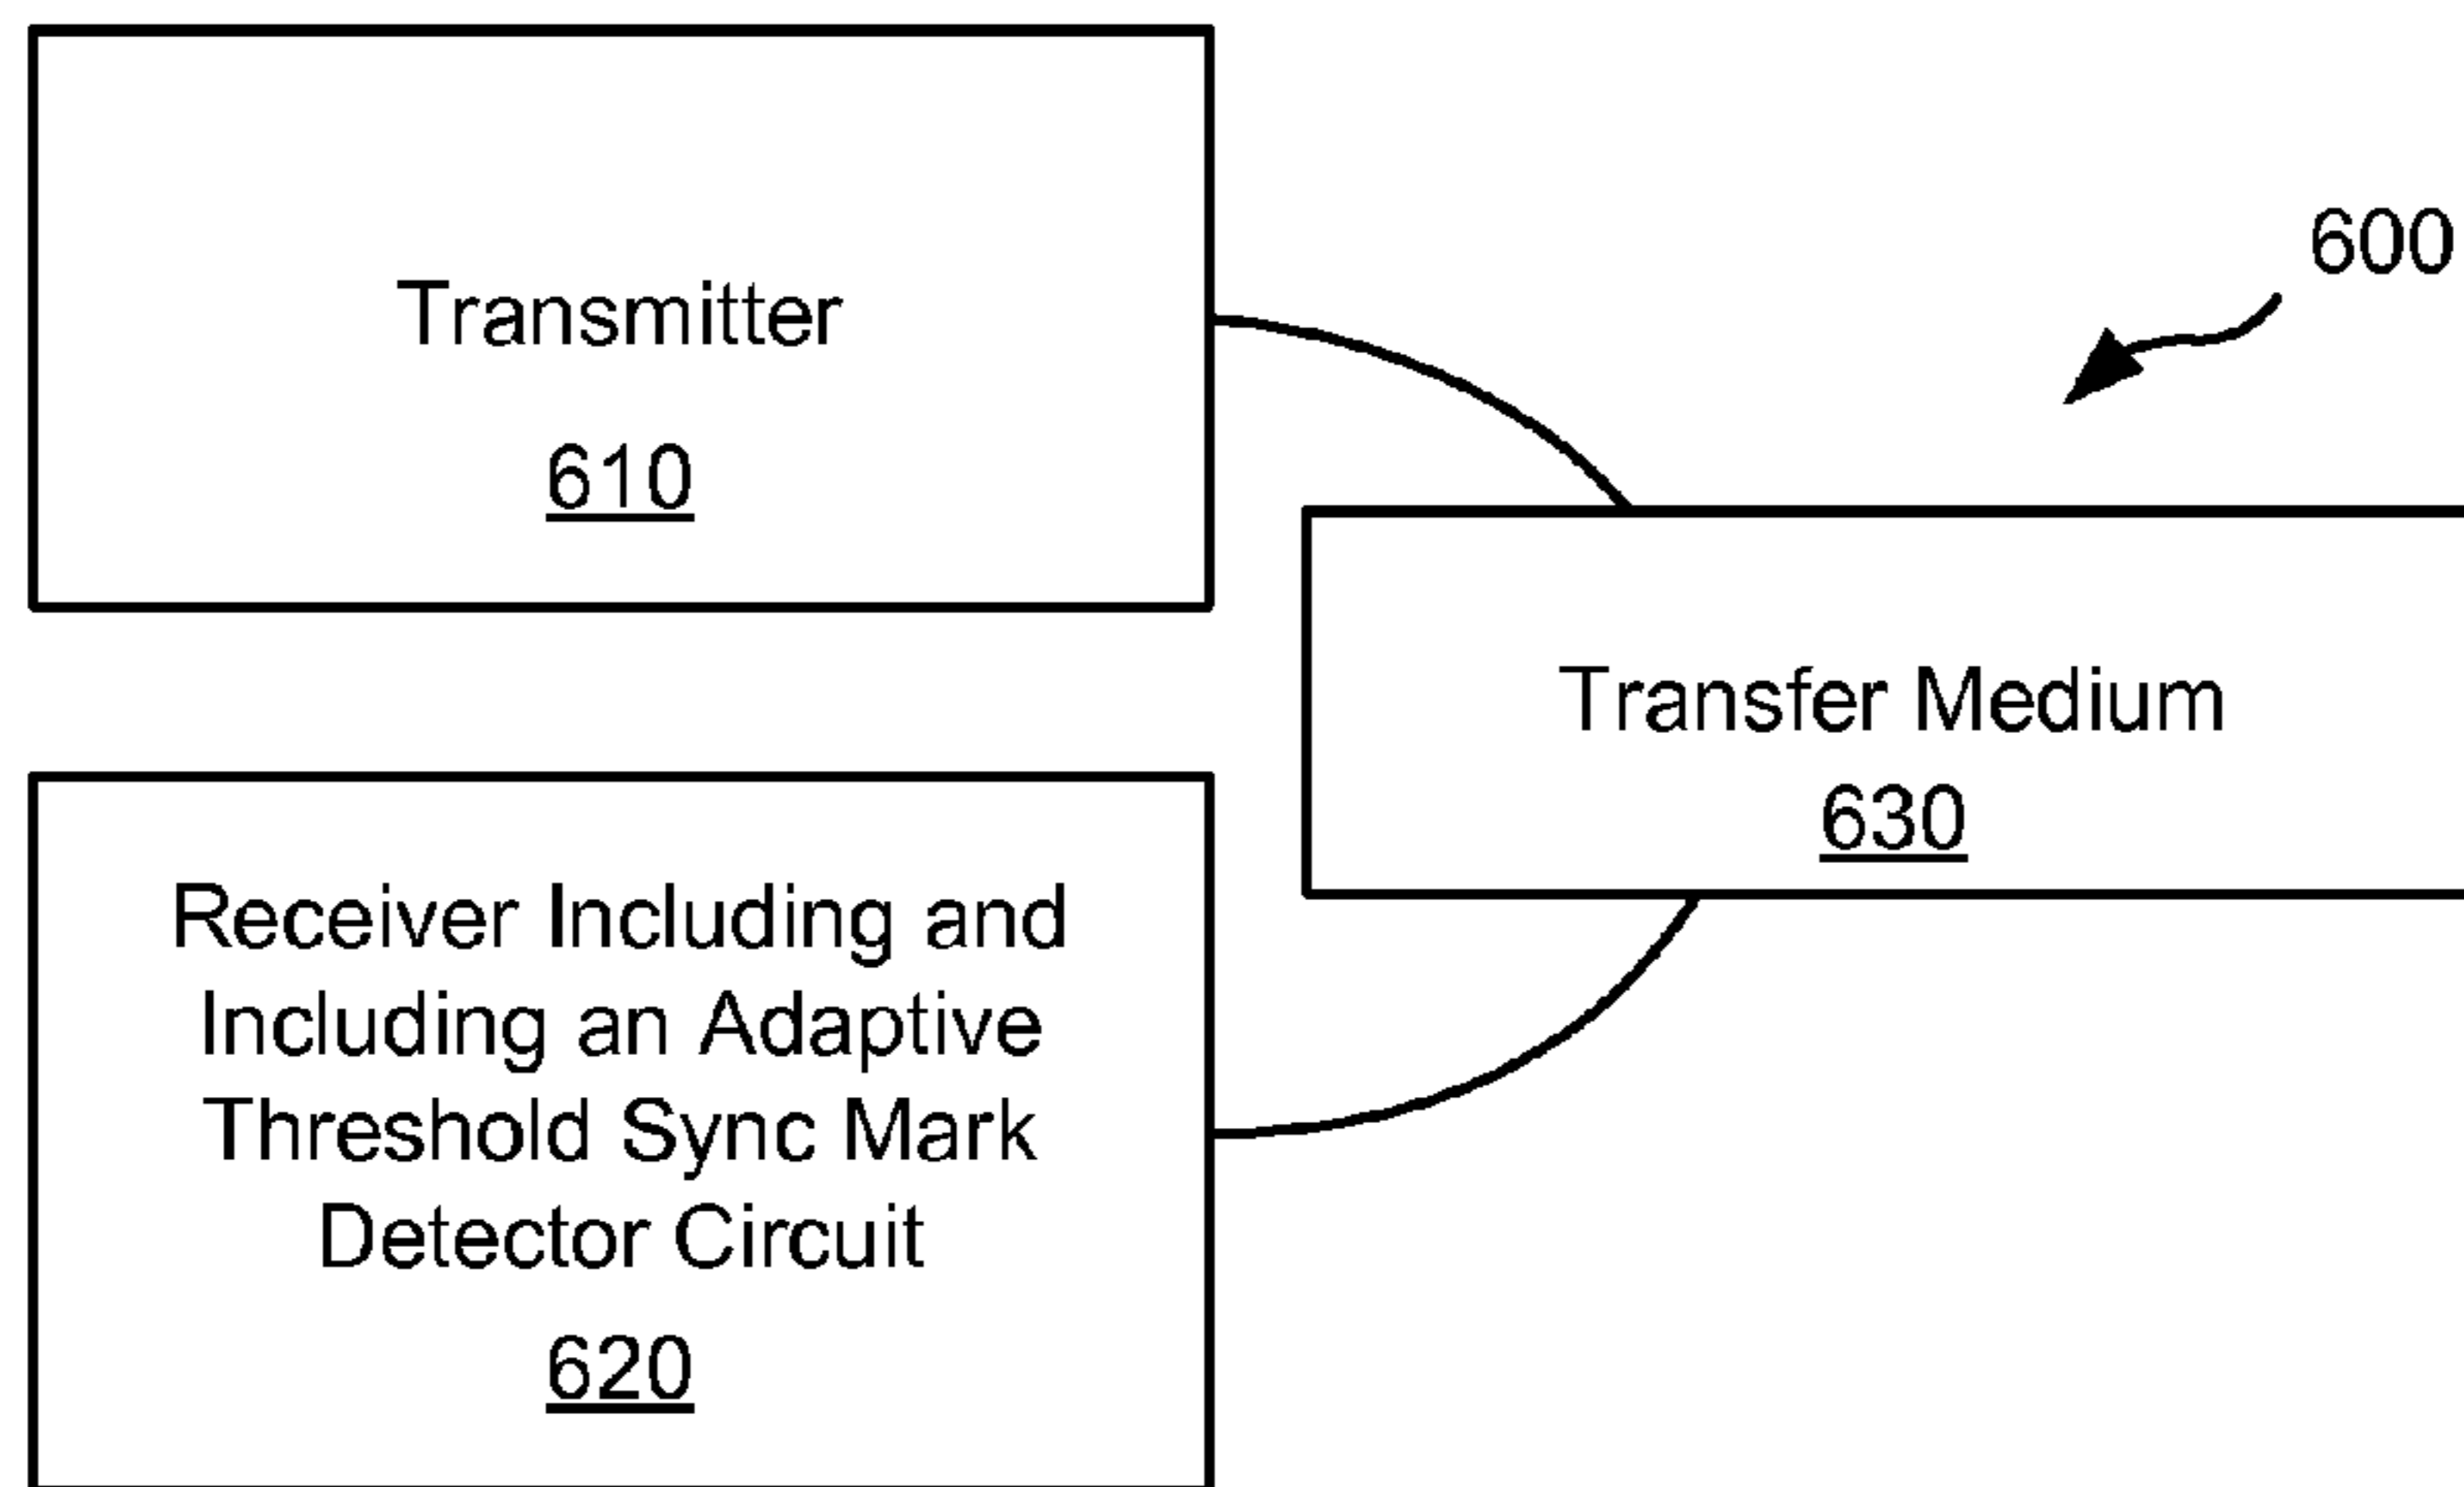 Transmitter
610
600
Transfer Medium
630
Receiver Including and
Including an Adaptive
Threshold Sync Mark
Detector Circuit
620